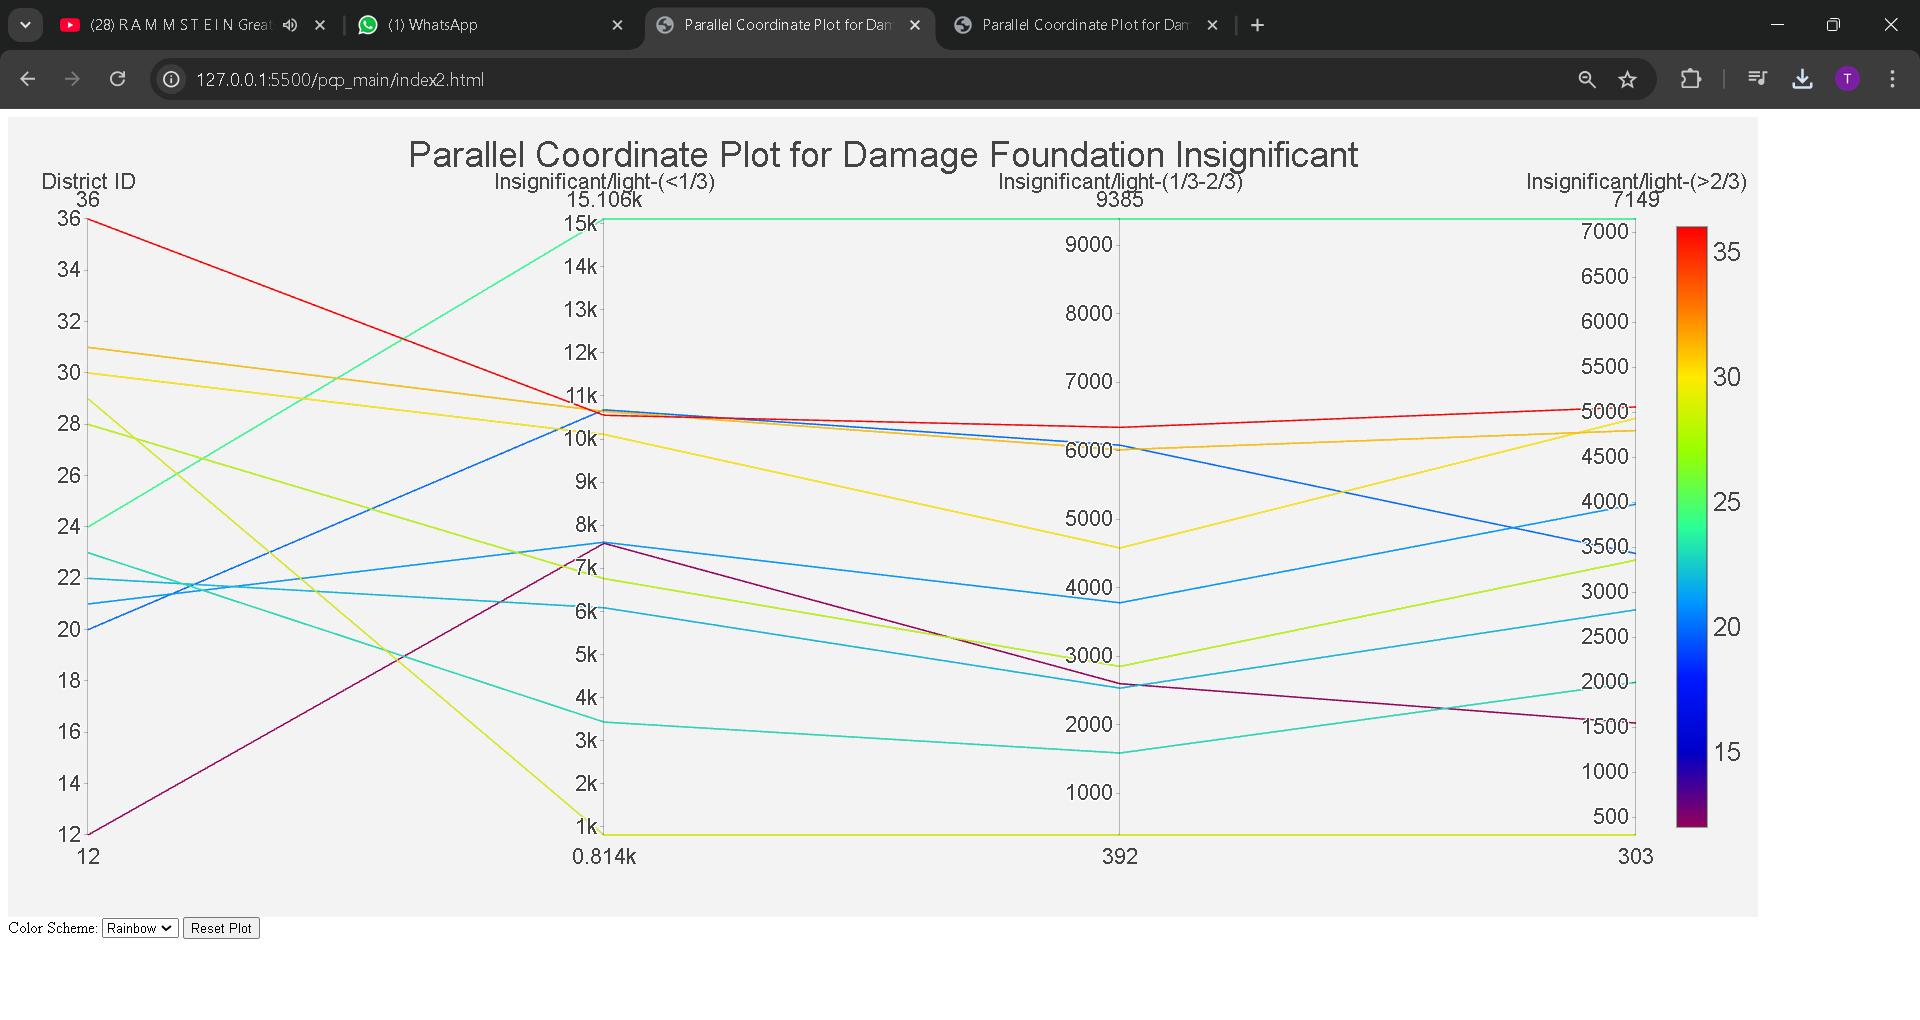 (28) R A M M S T E I N Great
(1) WhatsApp
Parallel Coordinate Plot for Dam
Parallel Coordinate Plot for Dam
127.0.0.1:5500/pcp_main/index2.html
T
Parallel Coordinate Plot for Damage Foundation Insignificant
District ID
Insignificant/light-(<1/3)
Insignificant/light-(1/3-2/3)
Insignificant/light-(>2/3)
36
15.106k
9385
7149
36
34
32
30
28
26
24
22
20
18
16
14
12
12
15k
14k
13k
12k
11k
10k
9k
8k
7k
6k
5k
4k
3k
2k
1k
0.814k
9000
8000
7000
6000
5000
4000
3000
2000
1000
392
7000
6500
6000
5500
5000
4500
4000
3500
3000
2500
2000
1500
1000
500
303
35
30
25
20
15
Color Scheme: Rainbow Reset Plot